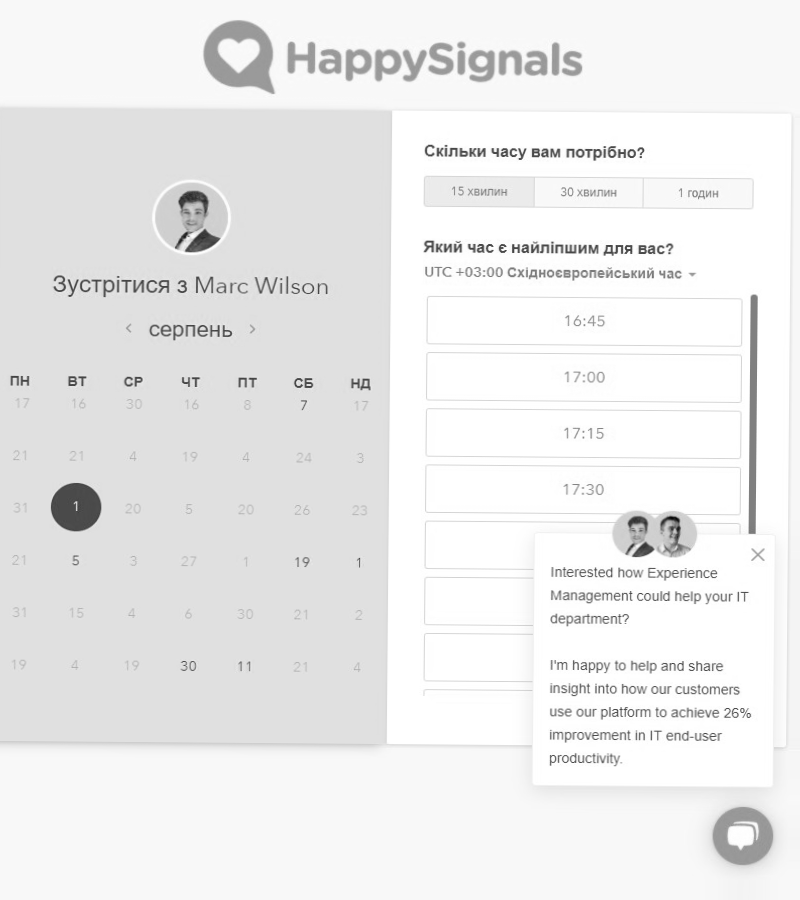 HappySignals
Зустрітися з Marc Wilson
серпень
ПН ВТ СР ЧТ ПТ СБ НД
17 16 30 16 8 7 17
21 21 4 19 4 24 3
31 1 20 5 20 26 23
21 5 3 27 1 19 1
31 15 4 6 30 21 2
19 4 19 30 11 21 4
Скільки часу вам потрібно?
15 хвилин 30 хвилин 1 годин
Який час є найліпшим для вас?
UTC +03:00 Східноєвропейський час
16:45
17:00
17:15
17:30
Interested how Experience
Management could help your IT
department?
I'm happy to help and share
insight into how our customers
use our platform to achieve 26%
improvement in IT end-user
productivity.